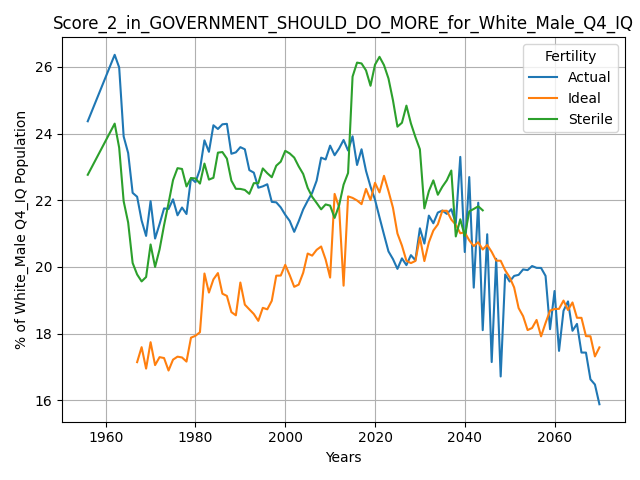 Score_2_in_GOVERNMENT_SHOULD_DO_MORE_for_White_Male_Q4_IQ
% of White_Male Q4_IQ Population
26
24
22
20
18
16
Fertility
Actual
Ideal
Sterile
1960
1980
2000
2020
2040
2060
Years